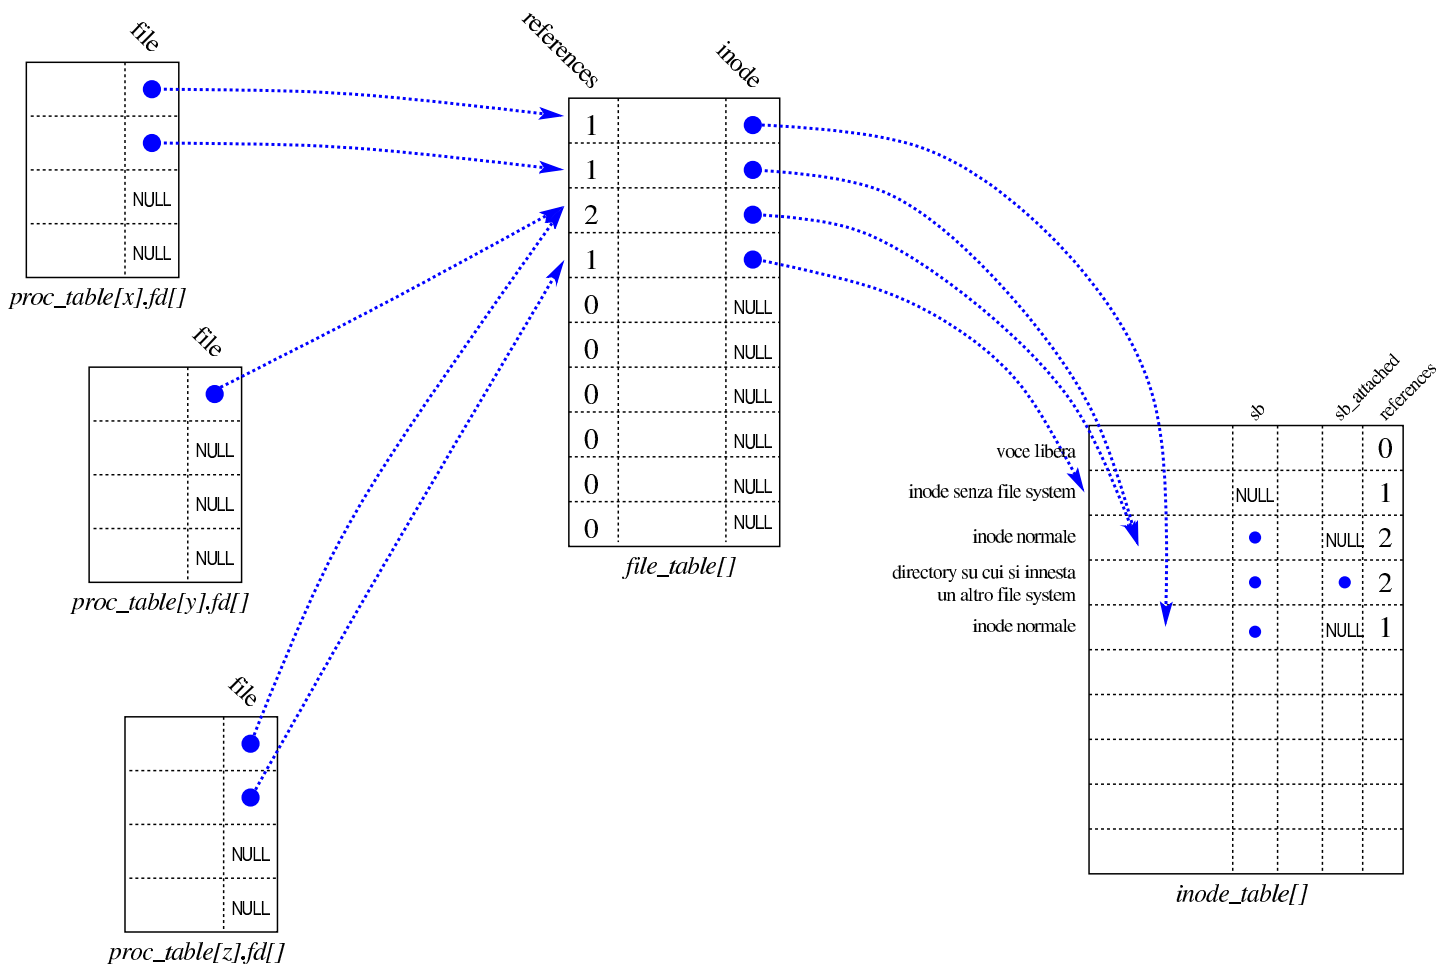 file
NULL
NULL
proc_table[x].fd[]
file
NULL
NULL
NULL
proc_table[y].fd[]
file
NULL
NULL
proc_table[z].fd[]
references inode
1
1
2
1
0 NULL
0 NULL
0 NULL
0 NULL
0 NULL
0 NULL
file_table[]
sb sb_attached references
voce libera 0
inode senza file system NULL 1
inode normale NULL 2
directory su cui si innesta
un altro file system 2
inode normale NULL 1
inode_table[]